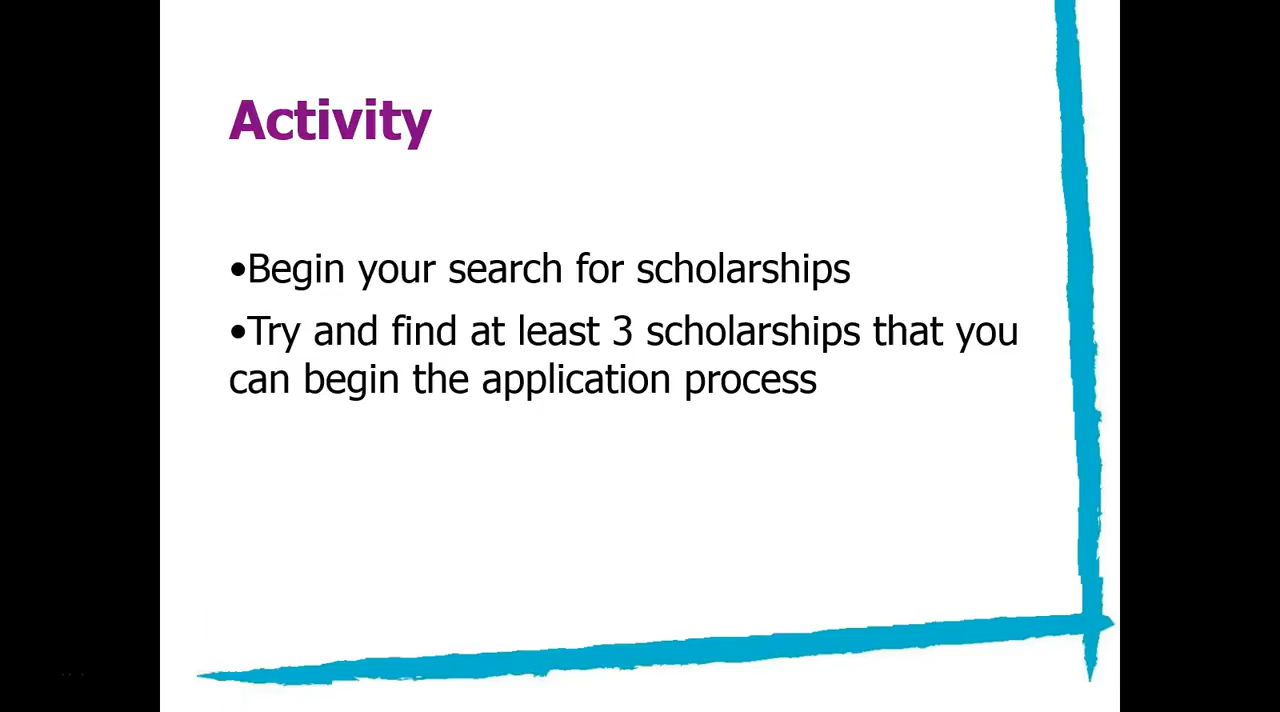 Activity
•Begin your search for scholarships
•Try and find at least 3 scholarships that you
can begin the application process